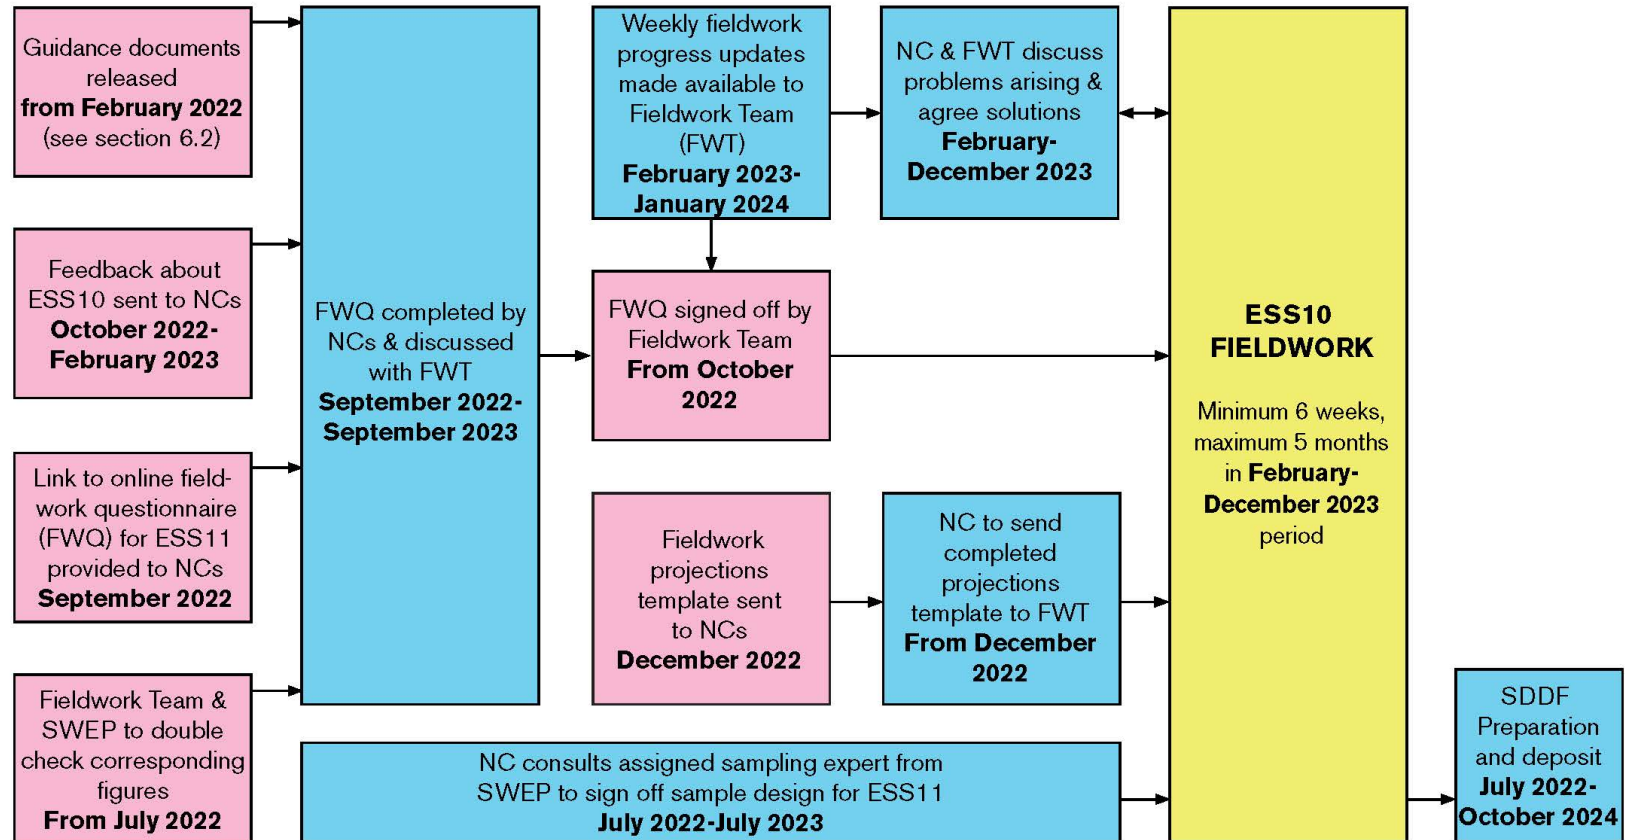 Guidance documents
released
from February 2022
(see section 6.2)
Feedback about
ESS10 sent to NCs
October 2022-
February 2023
Link to online field-
work questionnaire
(FWQ) for ESS11
provided to NCs
September 2022
Fieldwork Team &
SWEP to double
check corresponding
figures
From July 2022
FWQ completed by
NCs & discussed
with FWT
September 2022-
September 2023
Weekly fieldwork
progress updates
made available to
Fieldwork Team
(FWT)
February 2023-
January 2024
NC & FWT discuss
problems arising &
agree solutions
February-
December 2023
FWQ signed off by
Fieldwork Team
From October
2022
Fieldwork
projections
template sent
to NCs
December 2022
NC to send
completed
projections
template to FWT
From December
2022
NC consults assigned sampling expert from
SWEP to sign off sample design for ESS11
July 2022-July 2023
ESS10
FIELDWORK
Minimum 6 weeks,
maximum 5 months
in February-
December 2023
period
SDDF
Preparation
and deposit
July 2022-
October 2024